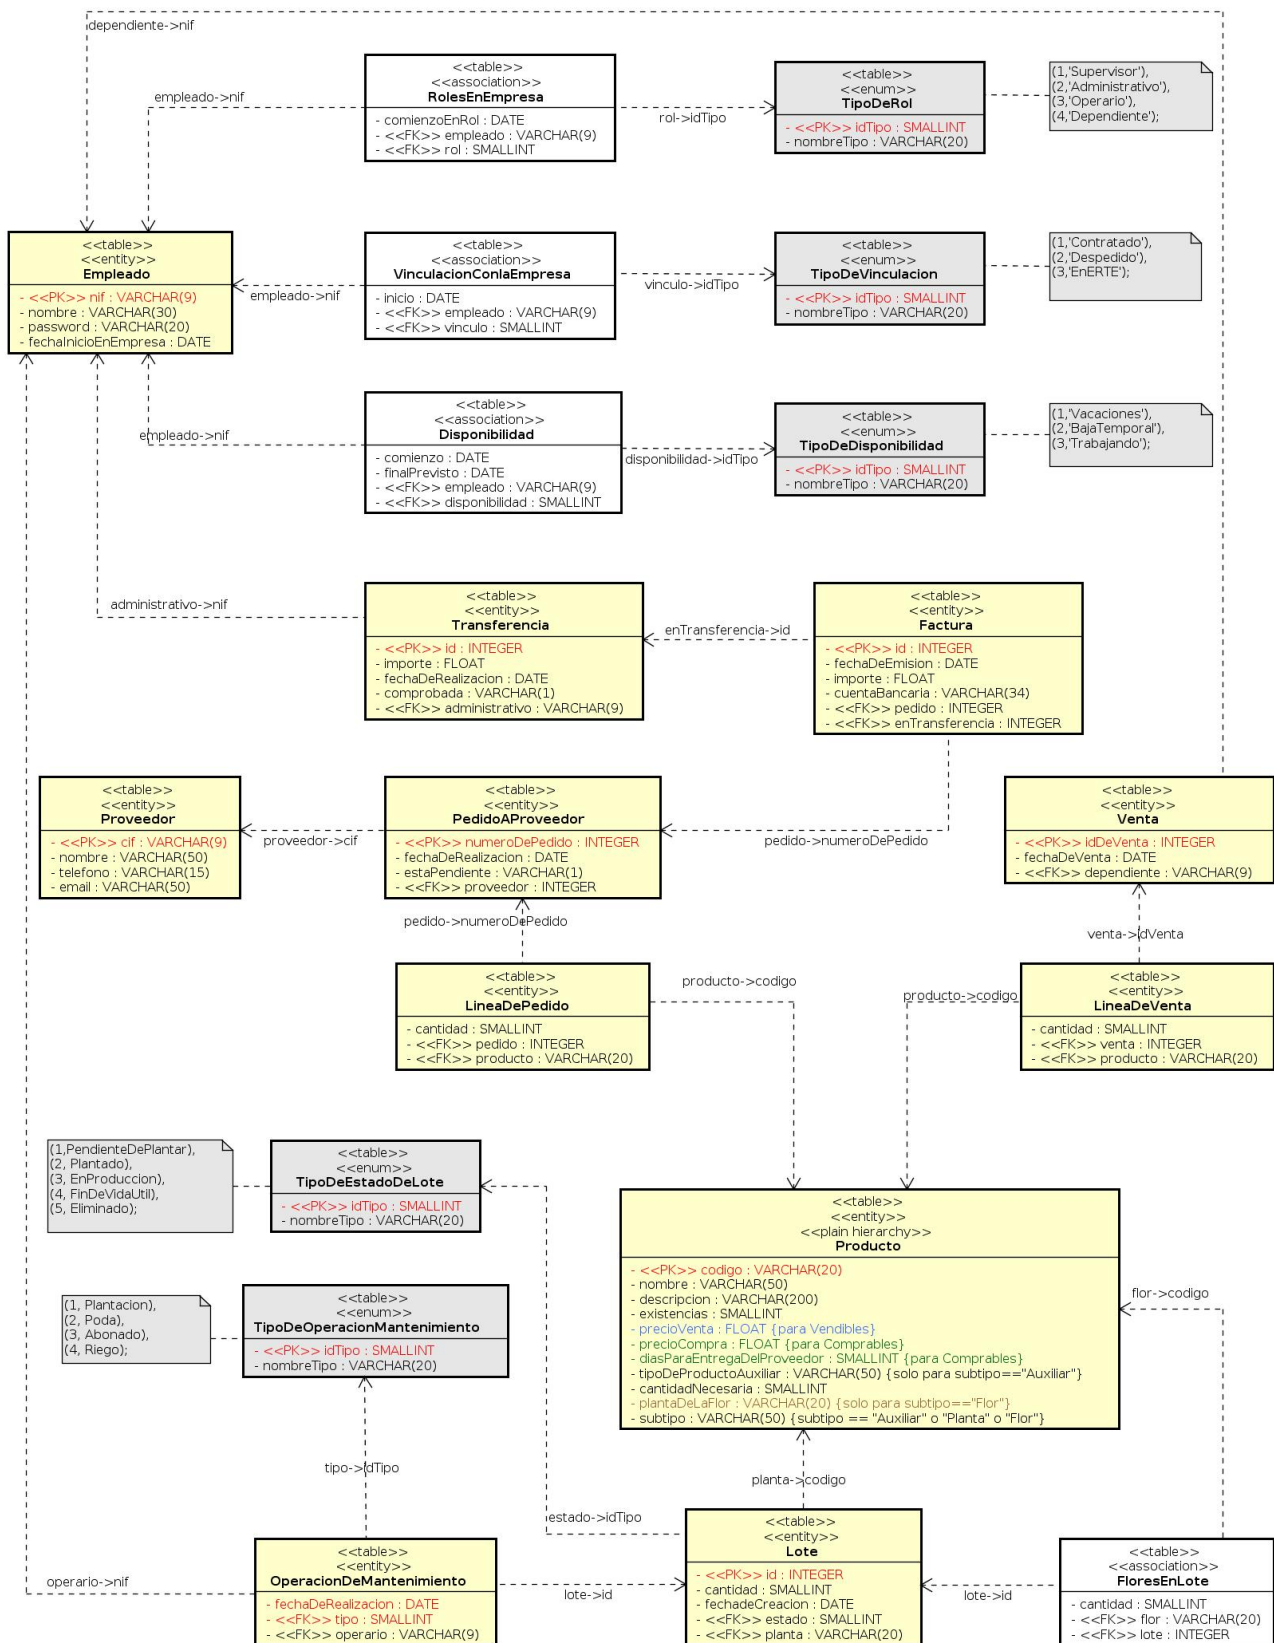 dependiente->nif
<<table>>
<<association>>
RolesEnEmpresa
- comienzoEnRol : DATE
- <<FK>> empleado : VARCHAR(9)
- <<FK>> rol : SMALLINT
empleado->nif
rol->idTipo
<<table>>
<<enum>>
TipoDeRol
- <<PK>> idTipo : SMALLINT
- nombreTipo : VARCHAR(20)
(1,'Supervisor'),
(2,'Administrativo'),
(3,'Operario'),
(4,'Dependiente');
<<table>>
<<entity>>
Empleado
- <<PK>> nif : VARCHAR(9)
- nombre : VARCHAR(30)
- password : VARCHAR(20)
- fechaInicioEnEmpresa : DATE
empleado->nif
<<table>>
<<association>>
VinculacionConlaEmpresa
- inicio : DATE
- <<FK>> empleado : VARCHAR(9)
- <<FK>> vinculo : SMALLINT
vinculo->idTipo
<<table>>
<<enum>>
TipoDeVinculacion
- <<PK>> idTipo : SMALLINT
- nombreTipo : VARCHAR(20)
(1,'Contratado'),
(2,'Despedido'),
(3,'EnERTE');
empleado->nif
<<table>>
<<association>>
Disponibilidad
- comienzo : DATE
- finalPrevisto : DATE
- <<FK>> empleado : VARCHAR(9)
- <<FK>> disponibilidad : SMALLINT
disponibilidad->idTipo
<<table>>
<<enum>>
TipoDeDisponibilidad
- <<PK>> idTipo : SMALLINT
- nombreTipo : VARCHAR(20)
(1,'Vacaciones'),
(2,'BajaTemporal'),
(3,'Trabajando');
administrativo->nif
<<table>>
<<entity>>
Transferencia
- <<PK>> id : INTEGER
- importe : FLOAT
- fechaDeRealizacion : DATE
- comprobada : VARCHAR(1)
- <<FK>> administrativo : VARCHAR(9)
enTransferencia->id
<<table>>
<<entity>>
Factura
- <<PK>> id : INTEGER
- fechaDeEmision : DATE
- importe : FLOAT
- cuentaBancaria : VARCHAR(34)
- <<FK>> pedido : INTEGER
- <<FK>> enTransferencia : INTEGER
<<table>>
<<entity>>
Proveedor
- <<PK>> cif : VARCHAR(9)
- nombre : VARCHAR(50)
- telefono : VARCHAR(15)
- email : VARCHAR(50)
proveedor->cif
<<table>>
<<entity>>
PedidoAProveedor
- <<PK>> numeroDePedido : INTEGER
- fechaDeRealizacion : DATE
- estaPendiente : VARCHAR(1)
- <<FK>> proveedor : INTEGER
pedido->numeroDePedido
<<table>>
<<entity>>
Venta
- <<PK>> idDeVenta : INTEGER
- fechaDeVenta : DATE
- <<FK>> dependiente : VARCHAR(9)
pedido->numeroDePedido
venta->idVenta
<<table>>
<<entity>>
LineaDePedido
- cantidad : SMALLINT
- <<FK>> pedido : INTEGER
- <<FK>> producto : VARCHAR(20)
producto->codigo
producto->codigo
<<table>>
<<entity>>
LineaDeVenta
- cantidad : SMALLINT
- <<FK>> venta : INTEGER
- <<FK>> producto : VARCHAR(20)
(1,PendienteDePlantar),
(2, Plantado),
(3, EnProduccion),
(4, FinDeVidaUtil),
(5, Eliminado);
<<table>>
<<enum>>
TipoDeEstadoDeLote
- <<PK>> idTipo : SMALLINT
- nombreTipo : VARCHAR(20)
<<table>>
<<entity>>
<<plain hierarchy>>
Producto
- <<PK>> codigo : VARCHAR(20)
- nombre : VARCHAR(50)
- descripcion : VARCHAR(200)
- existencias : SMALLINT
- precioVenta : FLOAT {para Vendibles}
- precioCompra : FLOAT {para Comprables}
- diasParaEntregaDelProveedor : SMALLINT {para Comprables}
- tipoDeProductoAuxiliar : VARCHAR(50) {solo para subtipo=="Auxiliar"}
- cantidadNecesaria : SMALLINT
- plantaDeLaFlor : VARCHAR(20) {solo para subtipo=="Flor"}
- subtipo : VARCHAR(50) {subtipo == "Auxiliar" o "Planta" o "Flor"}
flor->codigo
(1, Plantacion),
(2, Poda),
(3, Abonado),
(4, Riego);
<<table>>
<<enum>>
TipoDeOperacionMantenimiento
- <<PK>> idTipo : SMALLINT
- nombreTipo : VARCHAR(20)
tipo->idTipo
planta->codigo
estado->idTipo
operario->nif
<<table>>
<<entity>>
OperacionDeMantenimiento
- fechaDeRealizacion : DATE
- <<FK>> tipo : SMALLINT
- <<FK>> operario : VARCHAR(9)
lote->id
<<table>>
<<entity>>
Lote
- <<PK>> id : INTEGER
- cantidad : SMALLINT
- fechadeCreacion : DATE
- <<FK>> estado : SMALLINT
- <<FK>> planta : VARCHAR(20)
lote->id
<<table>>
<<association>>
FloresEnLote
- cantidad : SMALLINT
- <<FK>> flor : VARCHAR(20)
- <<FK>> lote : INTEGER